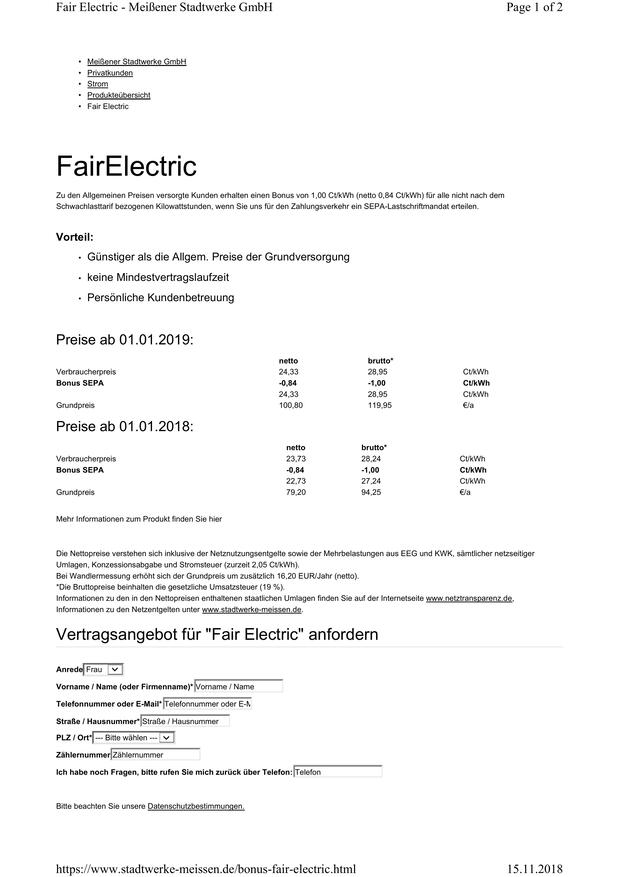 Fair Electric - Meißener Stadtwerke GmbH Page 1 of 2
• Meißener Stadtwerke GmbH
• Privatkunden
• Strom
• Produkteübersicht
• Fair Electric
FairElectric
Zu den Allgemeinen Preisen versorgte Kunden erhalten einen Bonus von 1,00 Ct/kWh (netto 0,84 Ct/kWh) für alle nicht nach dem
Schwachlasttarif bezogenen Kilowattstunden, wenn Sie uns für den Zahlungsverkehr ein SEPA-Lastschriftmandat erteilen.
Vorteil:
• Günstiger als die Allgem. Preise der Grundversorgung
• keine Mindestvertragslaufzeit
• Persönliche Kundenbetreuung
Preise ab 01.01.2019:
netto brutto*
Verbraucherpreis 24,33 28,95 Ct/kWh
Bonus SEPA -0,84 -1,00 Ct/kWh
24,33 28,95 Ct/kWh
Grundpreis 100,80 119,95 €/a
Preise ab 01.01.2018:
netto brutto*
Verbraucherpreis 23,73 28,24 Ct/kWh
Bonus SEPA -0,84 -1,00 Ct/kWh
22,73 27,24 Ct/kWh
Grundpreis 79,20 94,25 €/a
Mehr Informationen zum Produkt finden Sie hier
Die Nettopreise verstehen sich inklusive der Netznutzungsentgelte sowie der Mehrbelastungen aus EEG und KWK, sämtlicher netzseitiger
Umlagen, Konzessionsabgabe und Stromsteuer (zurzeit 2,05 Ct/kWh).
Bei Wandlermessung erhöht sich der Grundpreis um zusätzlich 16,20 EUR/Jahr (netto).
*Die Bruttopreise beinhalten die gesetzliche Umsatzsteuer (19 %).
Informationen zu den in den Nettopreisen enthaltenen staatlichen Umlagen finden Sie auf der Internetseite www.netztransparenz.de,
Informationen zu den Netzentgelten unter www.stadtwerke-meissen.de.
Vertragsangebot für "Fair Electric" anfordern
Anrede Frau
Vorname / Name (oder Firmenname)* Vorname / Name
Telefonnummer oder E-Mail* Telefonnummer oder E-M
Straße / Hausnummer* Straße / Hausnummer
PLZ / Ort* --- Bitte wählen ---
Zählernummer Zählernummer
Ich habe noch Fragen, bitte rufen Sie mich zurück über Telefon: Telefon
Bitte beachten Sie unsere Datenschutzbestimmungen.
https://www.stadtwerke-meissen.de/bonus-fair-electric.html 15.11.2018